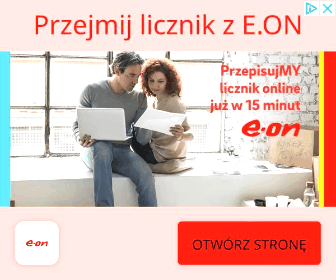 Przejmij licznik z E.ON
PrzepisujMY
licznik online
już w 15 minut
e·on
e·on
OTWÓRZ STRONĘ